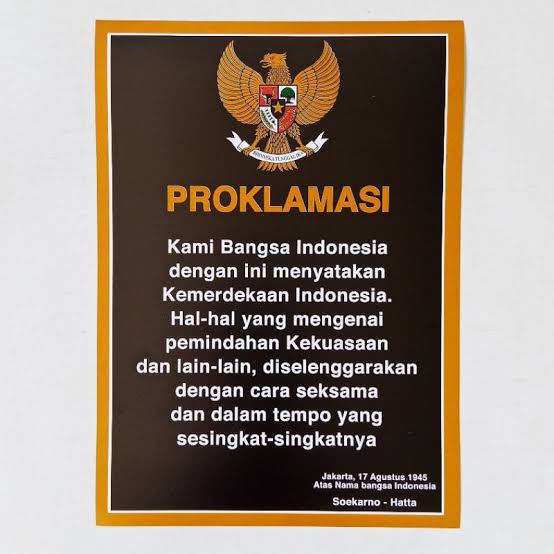 BHINNEKA TUNGGAL IKA
PROKLAMASI
Kami Bangsa Indonesia
dengan ini menyatakan
Kemerdekaan Indonesia.
Hal-hal yang mengenai
pemindahan Kekuasaan
dan lain-lain, diselenggarakan
dengan cara seksama
dan dalam tempo yang
sesingkat-singkatnya
Jakarta, 17 Agustus 1945
Atas Nama bangsa Indonesia
Soekarno - Hatta